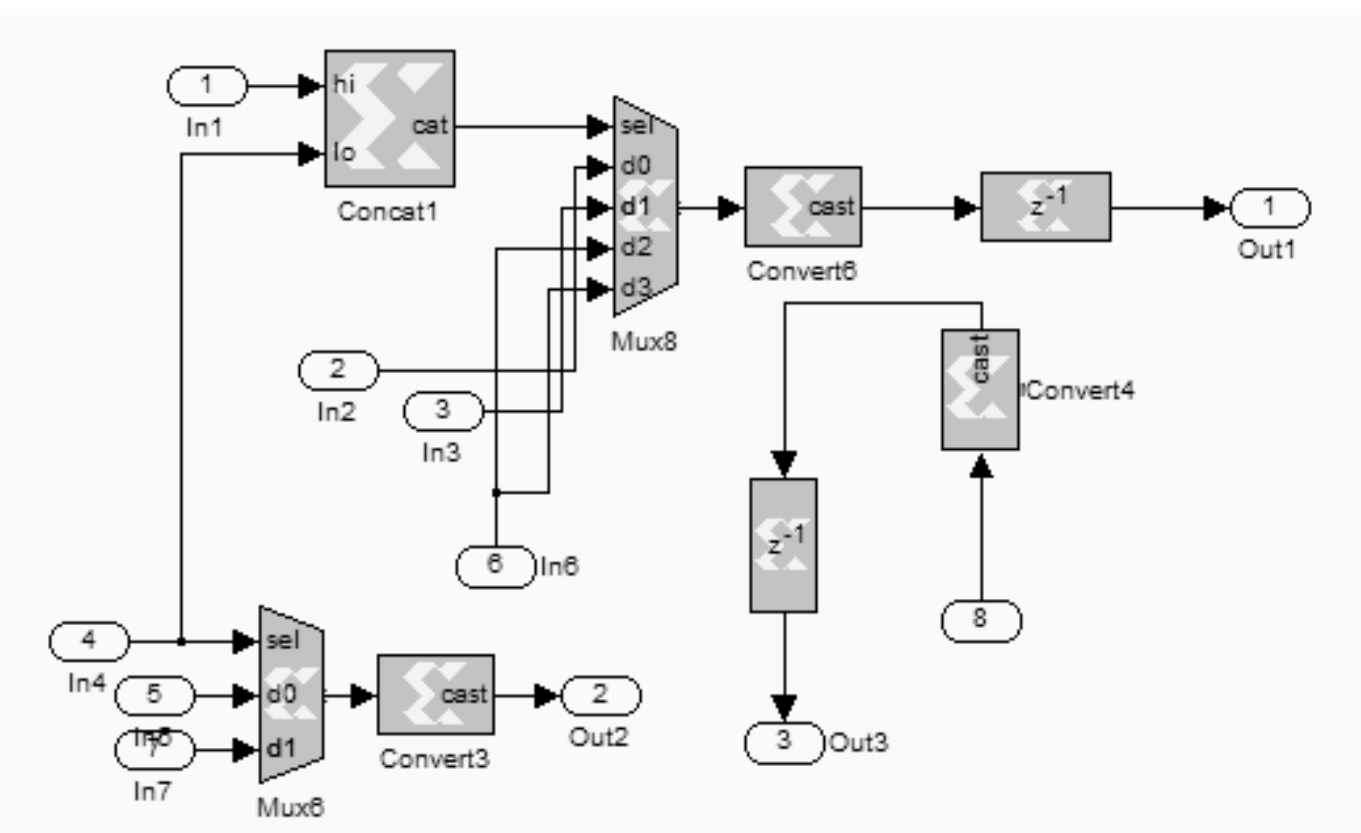 1
In1
hi
lo
cat
Concat1
sel
d0
d1
d2
d3
Mux8
cast
Convert6
z-1
1
Out1
2
In2
3
In3
6
In6
cast
Convert4
z-1
8
3
Out3
4
In4
5
In5
7
In7
sel
d0
d1
Mux6
cast
Convert3
2
Out2